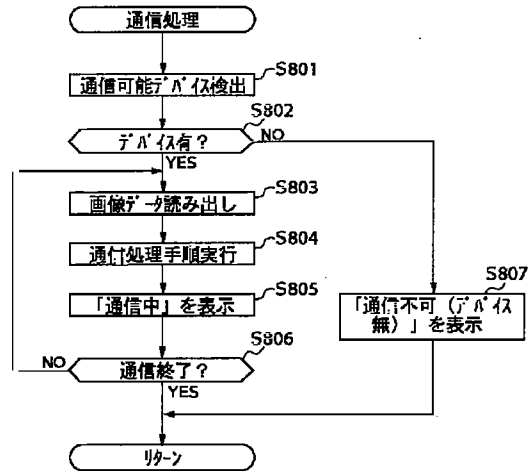 通信処理
S801
通信可能ﾃﾞﾊﾞｲｽ検出
S802
ﾃﾞﾊﾞｲｽ有？
NO
YES
S803
画像ﾃﾞｰﾀ読み出し
S804
通信処理手順実行
S805
「通信中」を表示
S807
「通信不可（ﾃﾞﾊﾞｲｽ
無）」を表示
S806
NO
通信終了？
YES
ﾘﾀｰﾝ